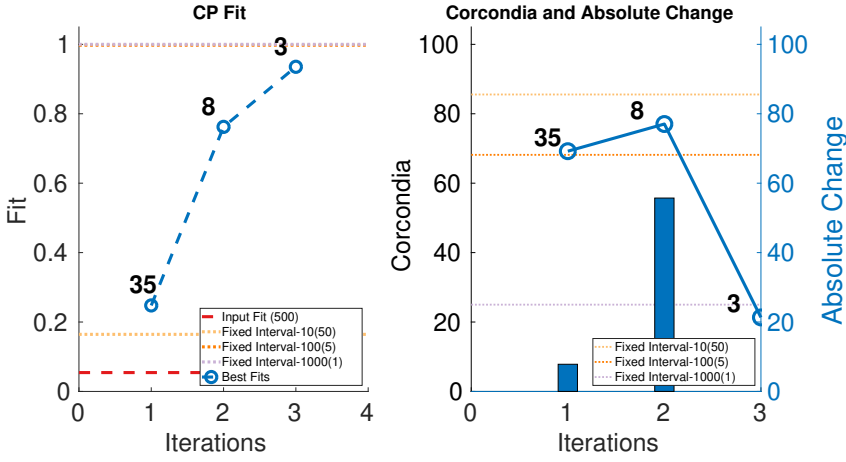 CP Fit
1
0.8
0.6
0.4
0.2
0
Fit
0
1
2
3
4
Iterations
35
8
3
Input Fit (500)
Fixed Interval-10(50)
Fixed Interval-100(5)
Fixed Interval-1000(1)
Best Fits
Corcondia and Absolute Change
100
80
60
40
20
0
Corcondia
0
1
2
3
Iterations
35
8
3
Fixed Interval-10(50)
Fixed Interval-100(5)
Fixed Interval-1000(1)
100
80
60
40
20
0
Absolute Change